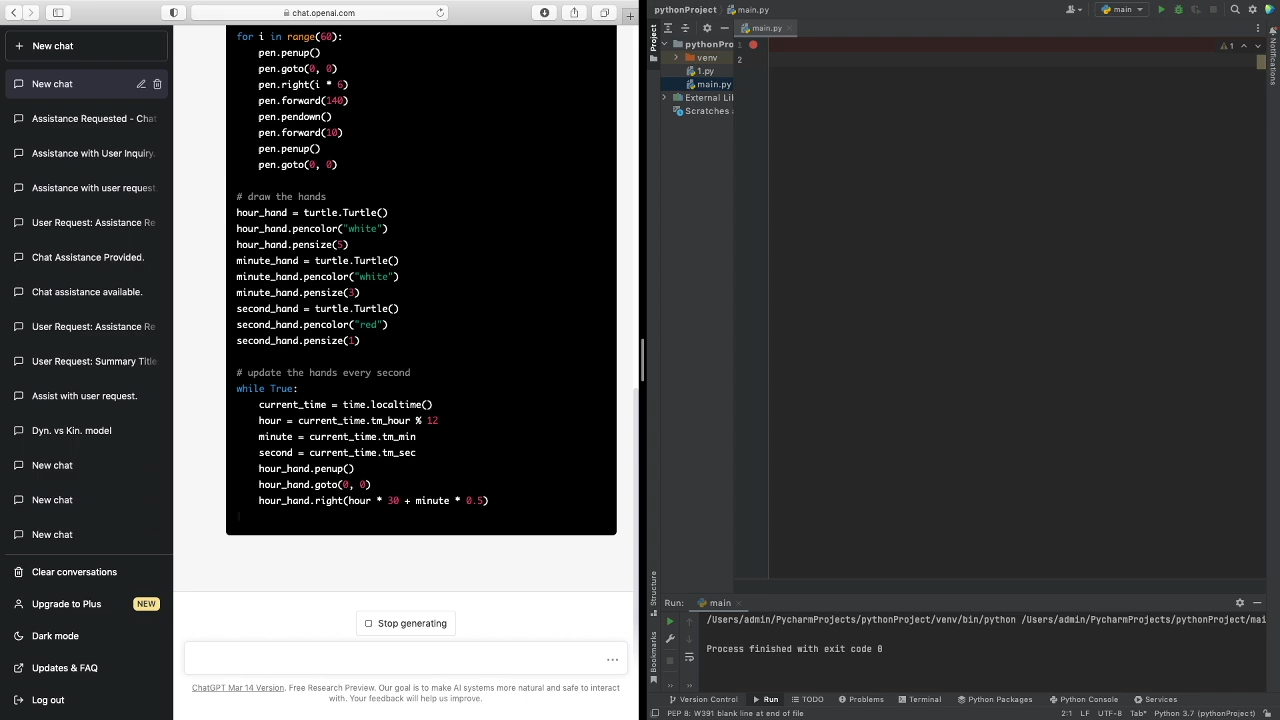 chat.openai.com
New chat
New chat
Assistance Requested - Chat
Assistance with User Inquiry.
Assistance with user request.
User Request: Assistance Re
Chat Assistance Provided.
Chat assistance available.
User Request: Assistance Re
User Request: Summary Title
Assist with user request.
Dyn. vs Kin. model
New chat
New chat
New chat
Clear conversations
Upgrade to Plus
NEW
Dark mode
Updates & FAQ
Log out
for i in range(60):
pen.penup()
pen.goto(0, 0)
pen.right(i * 6)
pen.forward(140)
pen.pendown()
pen.forward(10)
pen.penup()
pen.goto(0, 0)
# draw the hands
hour_hand = turtle.Turtle()
hour_hand.pencolor("white")
hour_hand.pensize(5)
minute_hand = turtle.Turtle()
minute_hand.pencolor("white")
minute_hand.pensize(3)
second_hand = turtle.Turtle()
second_hand.pencolor("red")
second_hand.pensize(1)
# update the hands every second
while True:
current_time = time.localtime()
hour = current_time.tm_hour % 12
minute = current_time.tm_min
second = current_time.tm_sec
hour_hand.penup()
hour_hand.goto(0, 0)
hour_hand.right(hour * 30 + minute * 0.5)
Stop generating
ChatGPT Mar 14 Version. Free Research Preview. Our goal is to make AI systems more natural and safe to interact
with. Your feedback will help us improve.
pythonProject
main.py
main
Project
pythonPro
venv
1.py
main.py
External Lib
Scratches a
main.py
1
2
1
Notifications
Structure
Bookmarks
Run:
main
/Users/admin/PycharmProjects/pythonProject/venv/bin/python /Users/admin/PycharmProjects/pythonProject/mai
Process finished with exit code 0
Version Control
Run
TODO
Problems
Terminal
Python Packages
Python Console
Services
PEP 8: W391 blank line at end of file
2:1
LF
UTF-8
Tab*
Python 3.7 (pythonProject)